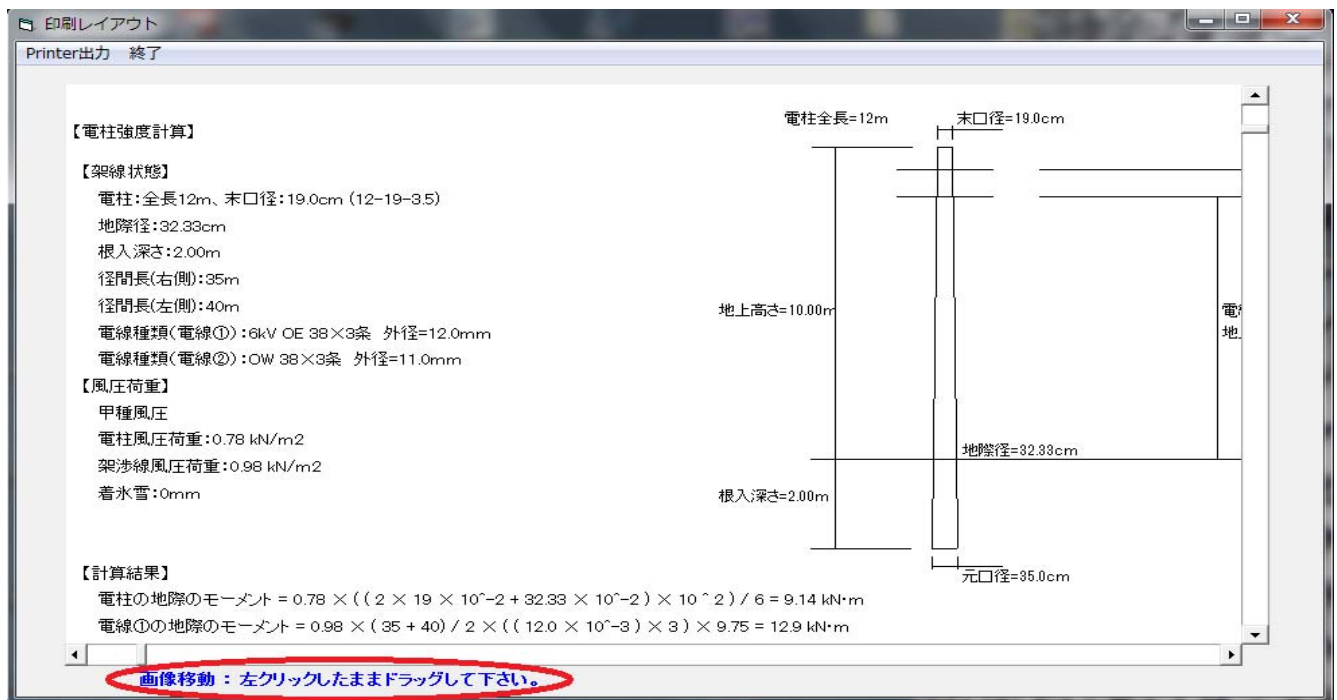 印刷レイアウト
Printer出力 終了
【電柱強度計算】
【架線状態】
電柱:全長12m、末口径:19.0cm (12-19-3.5)
地際径:32.33cm
根入深さ:2.00m
径間長(右側):35m
径間長(左側):40m
電線種類(電線①):6kV OE 38×3条 外径=12.0mm
電線種類(電線②):OW 38×3条 外径=11.0mm
【風圧荷重】
甲種風圧
電柱風圧荷重:0.78 kN/m2
架渉線風圧荷重:0.98 kN/m2
着氷雪:0mm
電柱全長=12m
末口径=19.0cm
地上高さ=10.00m
地際径=32.33cm
根入深さ=2.00m
元口径=35.0cm
【計算結果】
電柱の地際のモーメント = 0.78 × ( ( 2 × 19 × 10^-2 + 32.33 × 10^-2 ) × 10 ^ 2 ) / 6 = 9.14 kN・m
電線①の地際のモーメント = 0.98 × ( 35 + 40) / 2 × ( ( 12.0 × 10^-3 ) × 3 ) × 9.75 = 12.9 kN・m
画像移動 : 左クリックしたままドラッグして下さい。